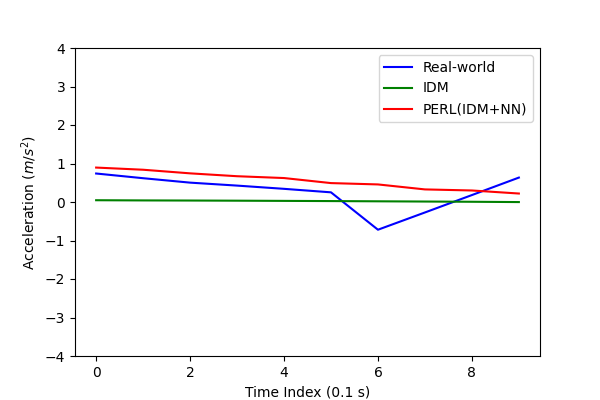 4
3
2
1
0
−1
−2
−3
−4
Acceleration (m/s²)
Real-world
IDM
PERL(IDM+NN)
0 2 4 6 8
Time Index (0.1 s)